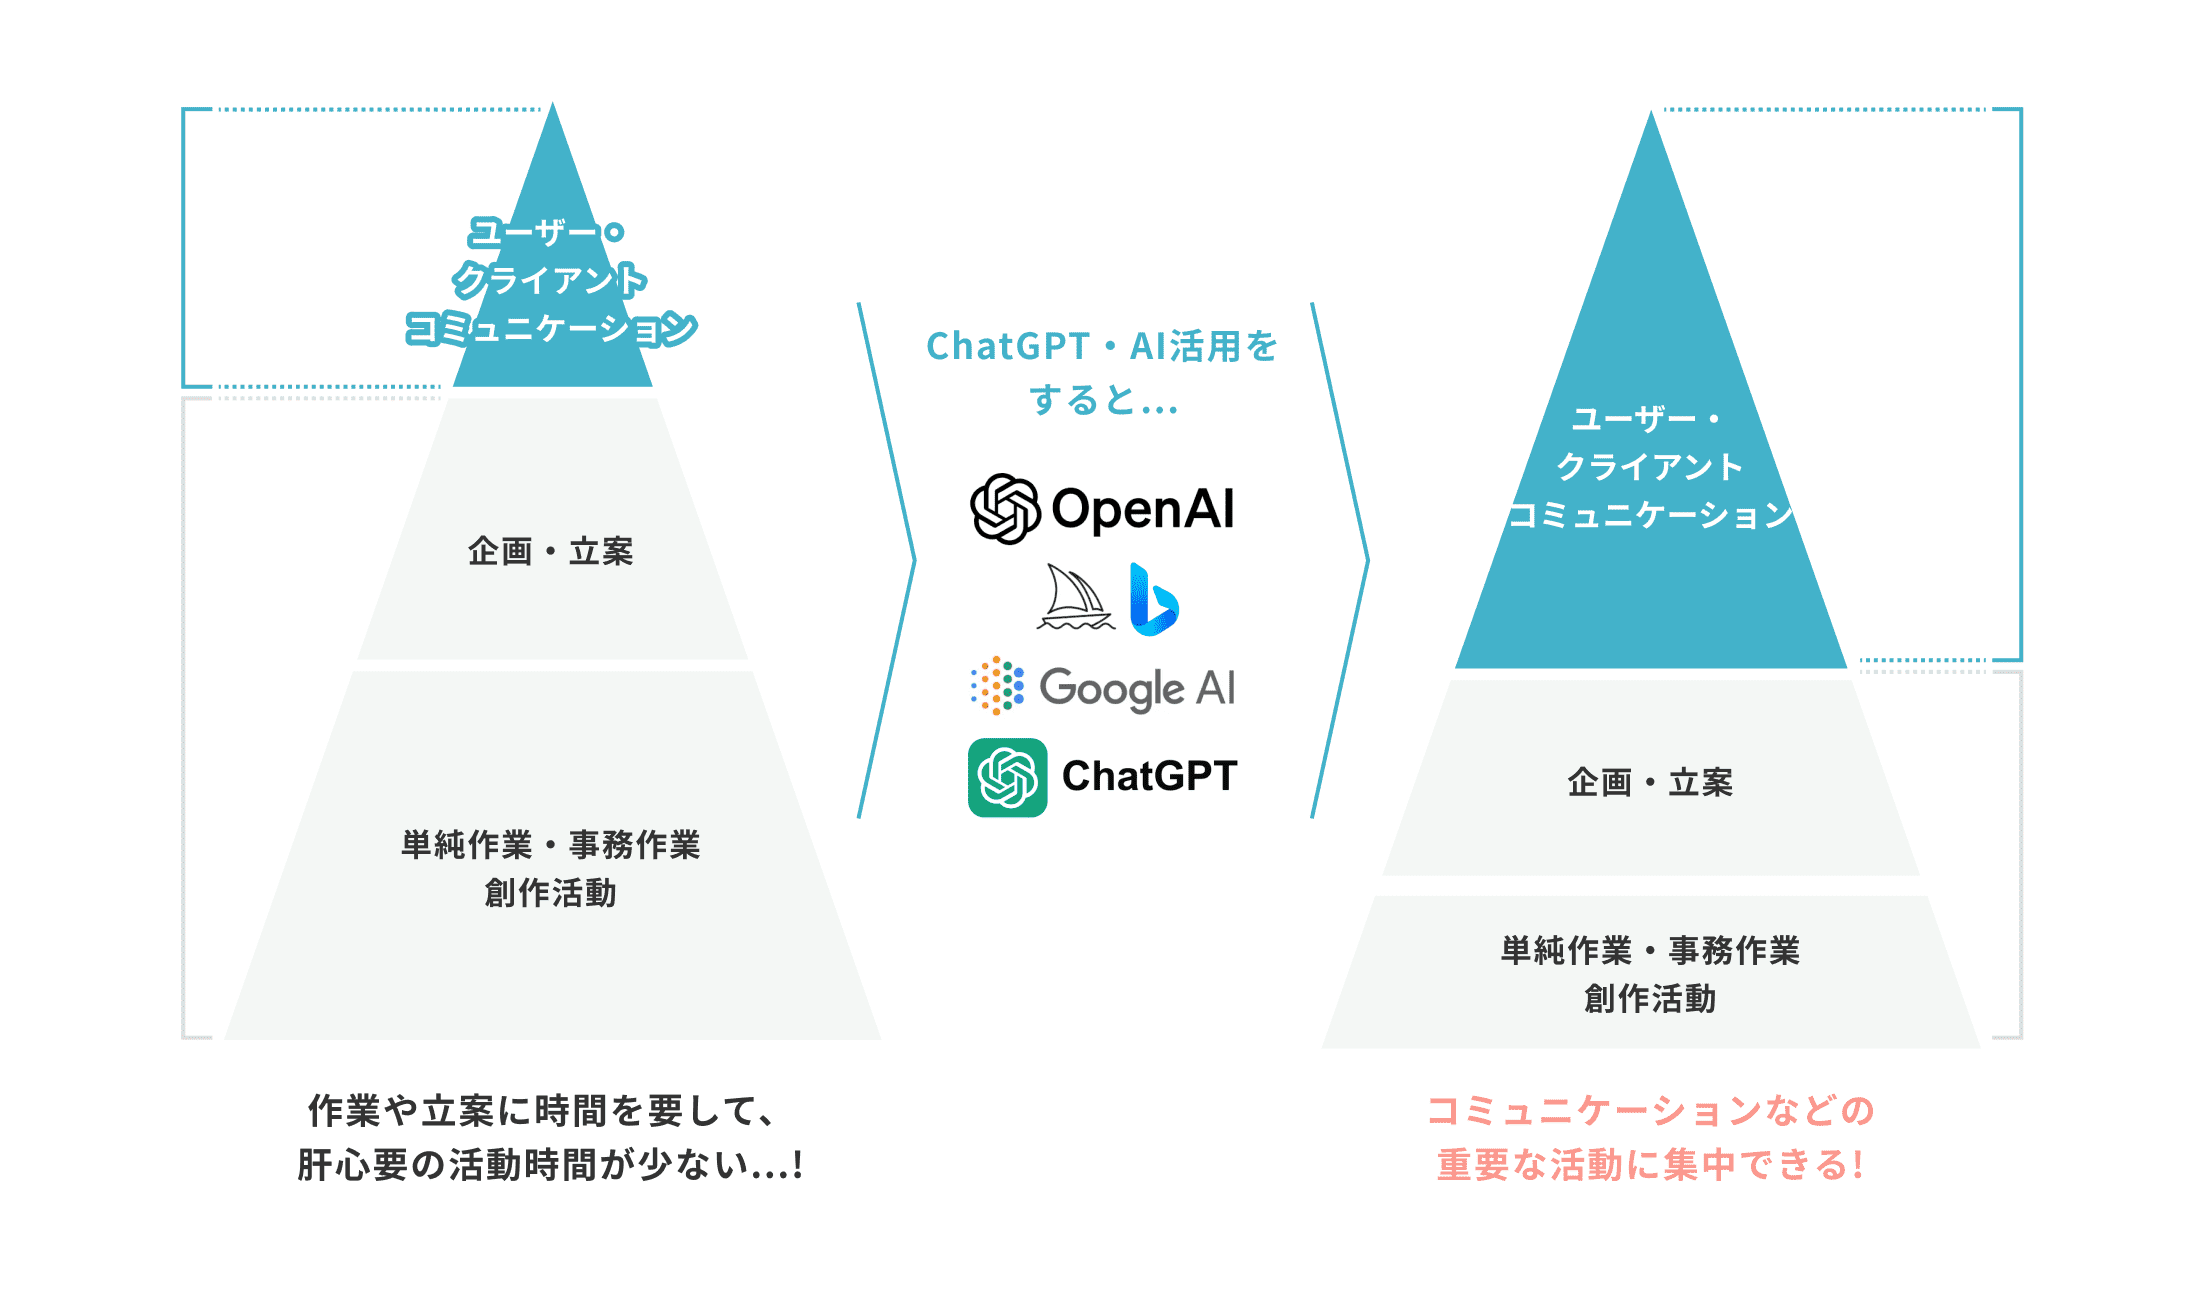 ユーザー・
クライアント
コミュニケーション
企画・立案
単純作業・事務作業
創作活動
作業や立案に時間を要して、
肝心要の活動時間が少ない...!
ChatGPT・AI活用を
すると...
OpenAI
Google AI
ChatGPT
ユーザー・
クライアント
コミュニケーション
企画・立案
単純作業・事務作業
創作活動
コミュニケーションなどの
重要な活動に集中できる!